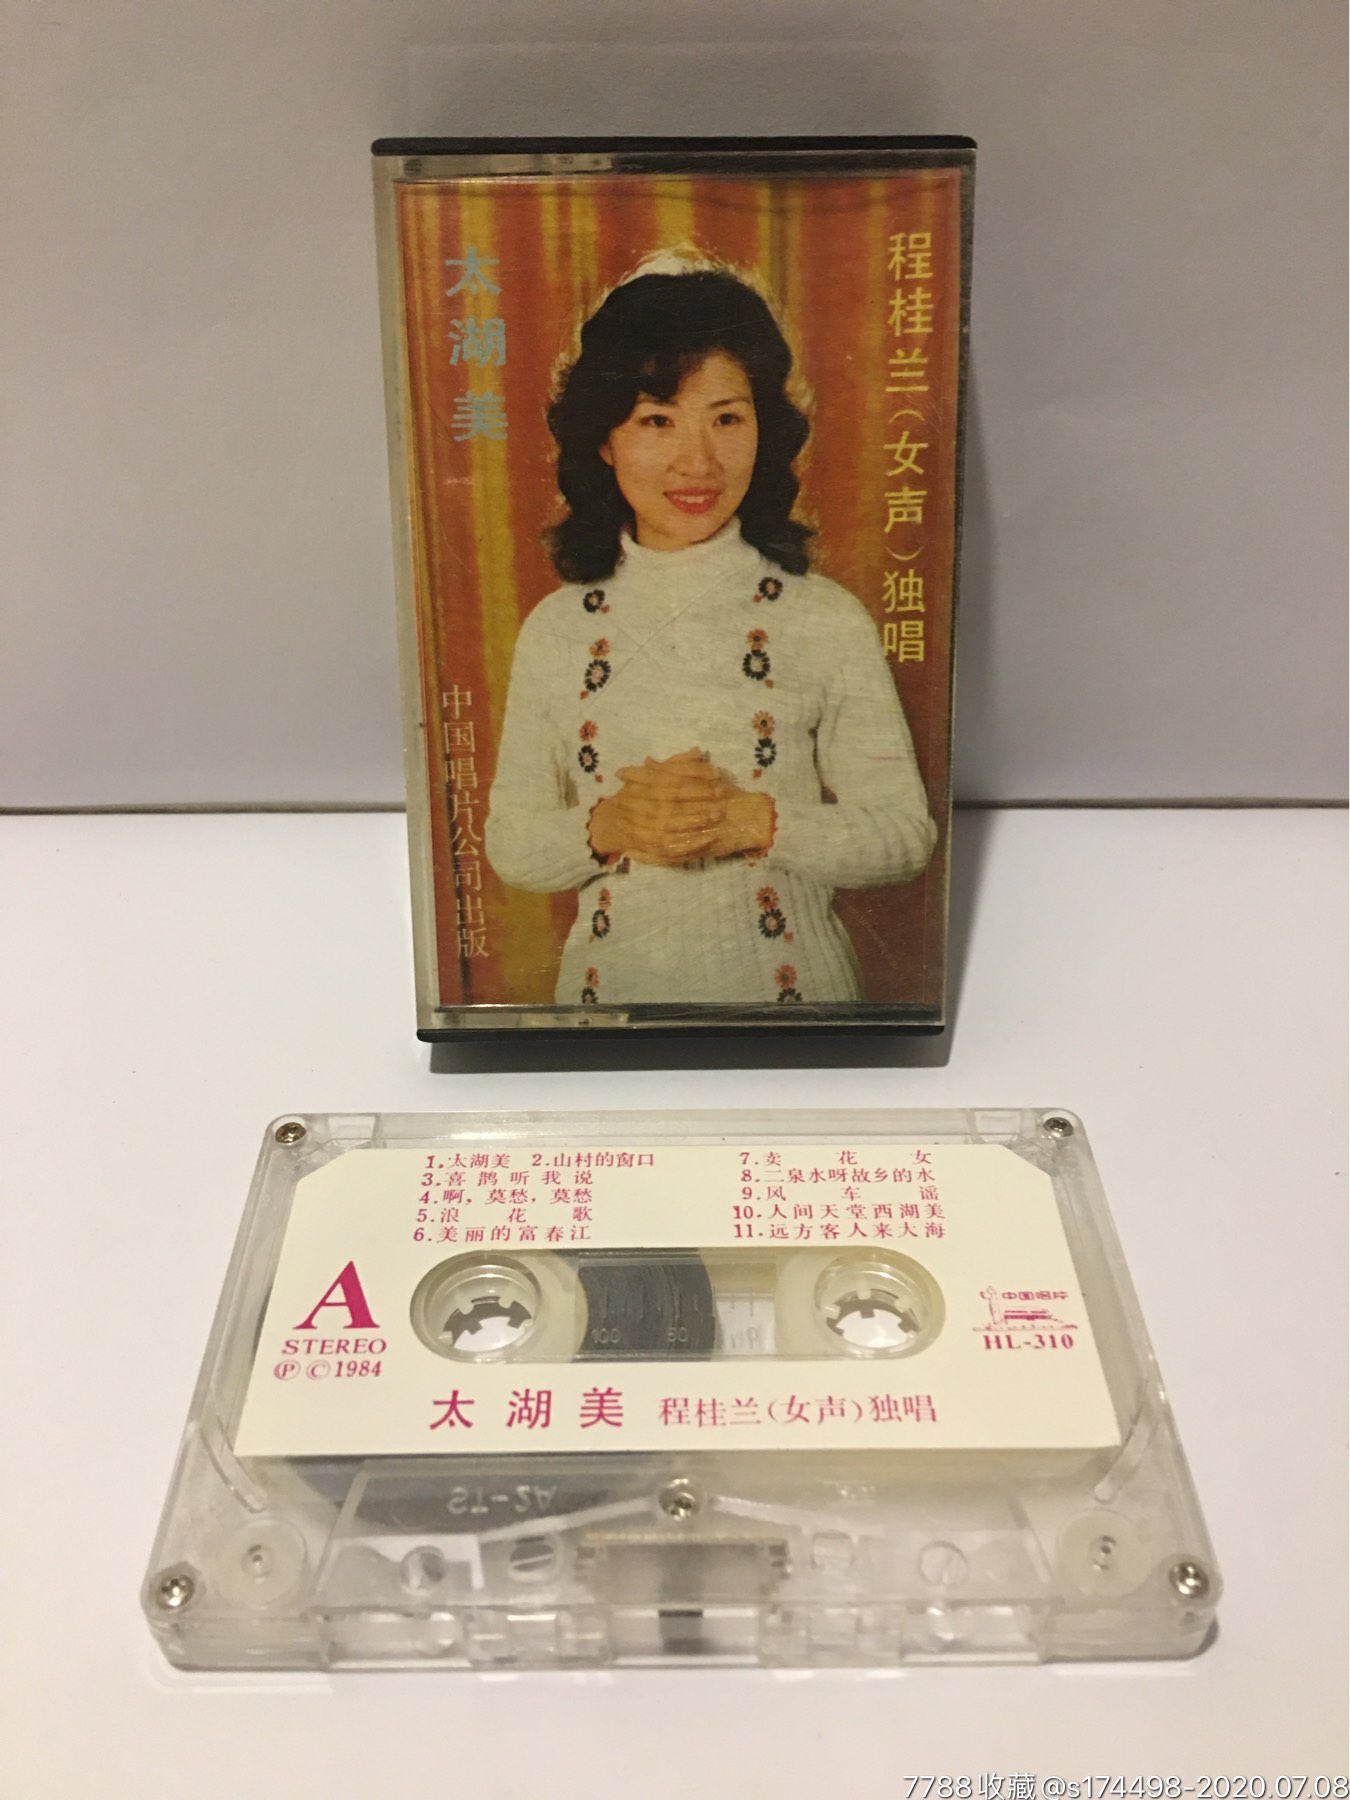 太湖美
程桂兰（女声）独唱
中国唱片公司出版
1.太湖美 2.山村的窗口
3.喜鹊听我说
4.啊，莫愁，莫愁
5.浪花歌
6.美丽的富春江
7.卖花女
8.二泉水呀故乡的水
9.风车谣
10.人间天堂西湖美
11.远方客人来大海
A
STEREO
Ⓟ©1984
100 50
中国唱片
HL-310
太湖美 程桂兰（女声）独唱
ST-2A
7788收藏@s174498-2020.07.08